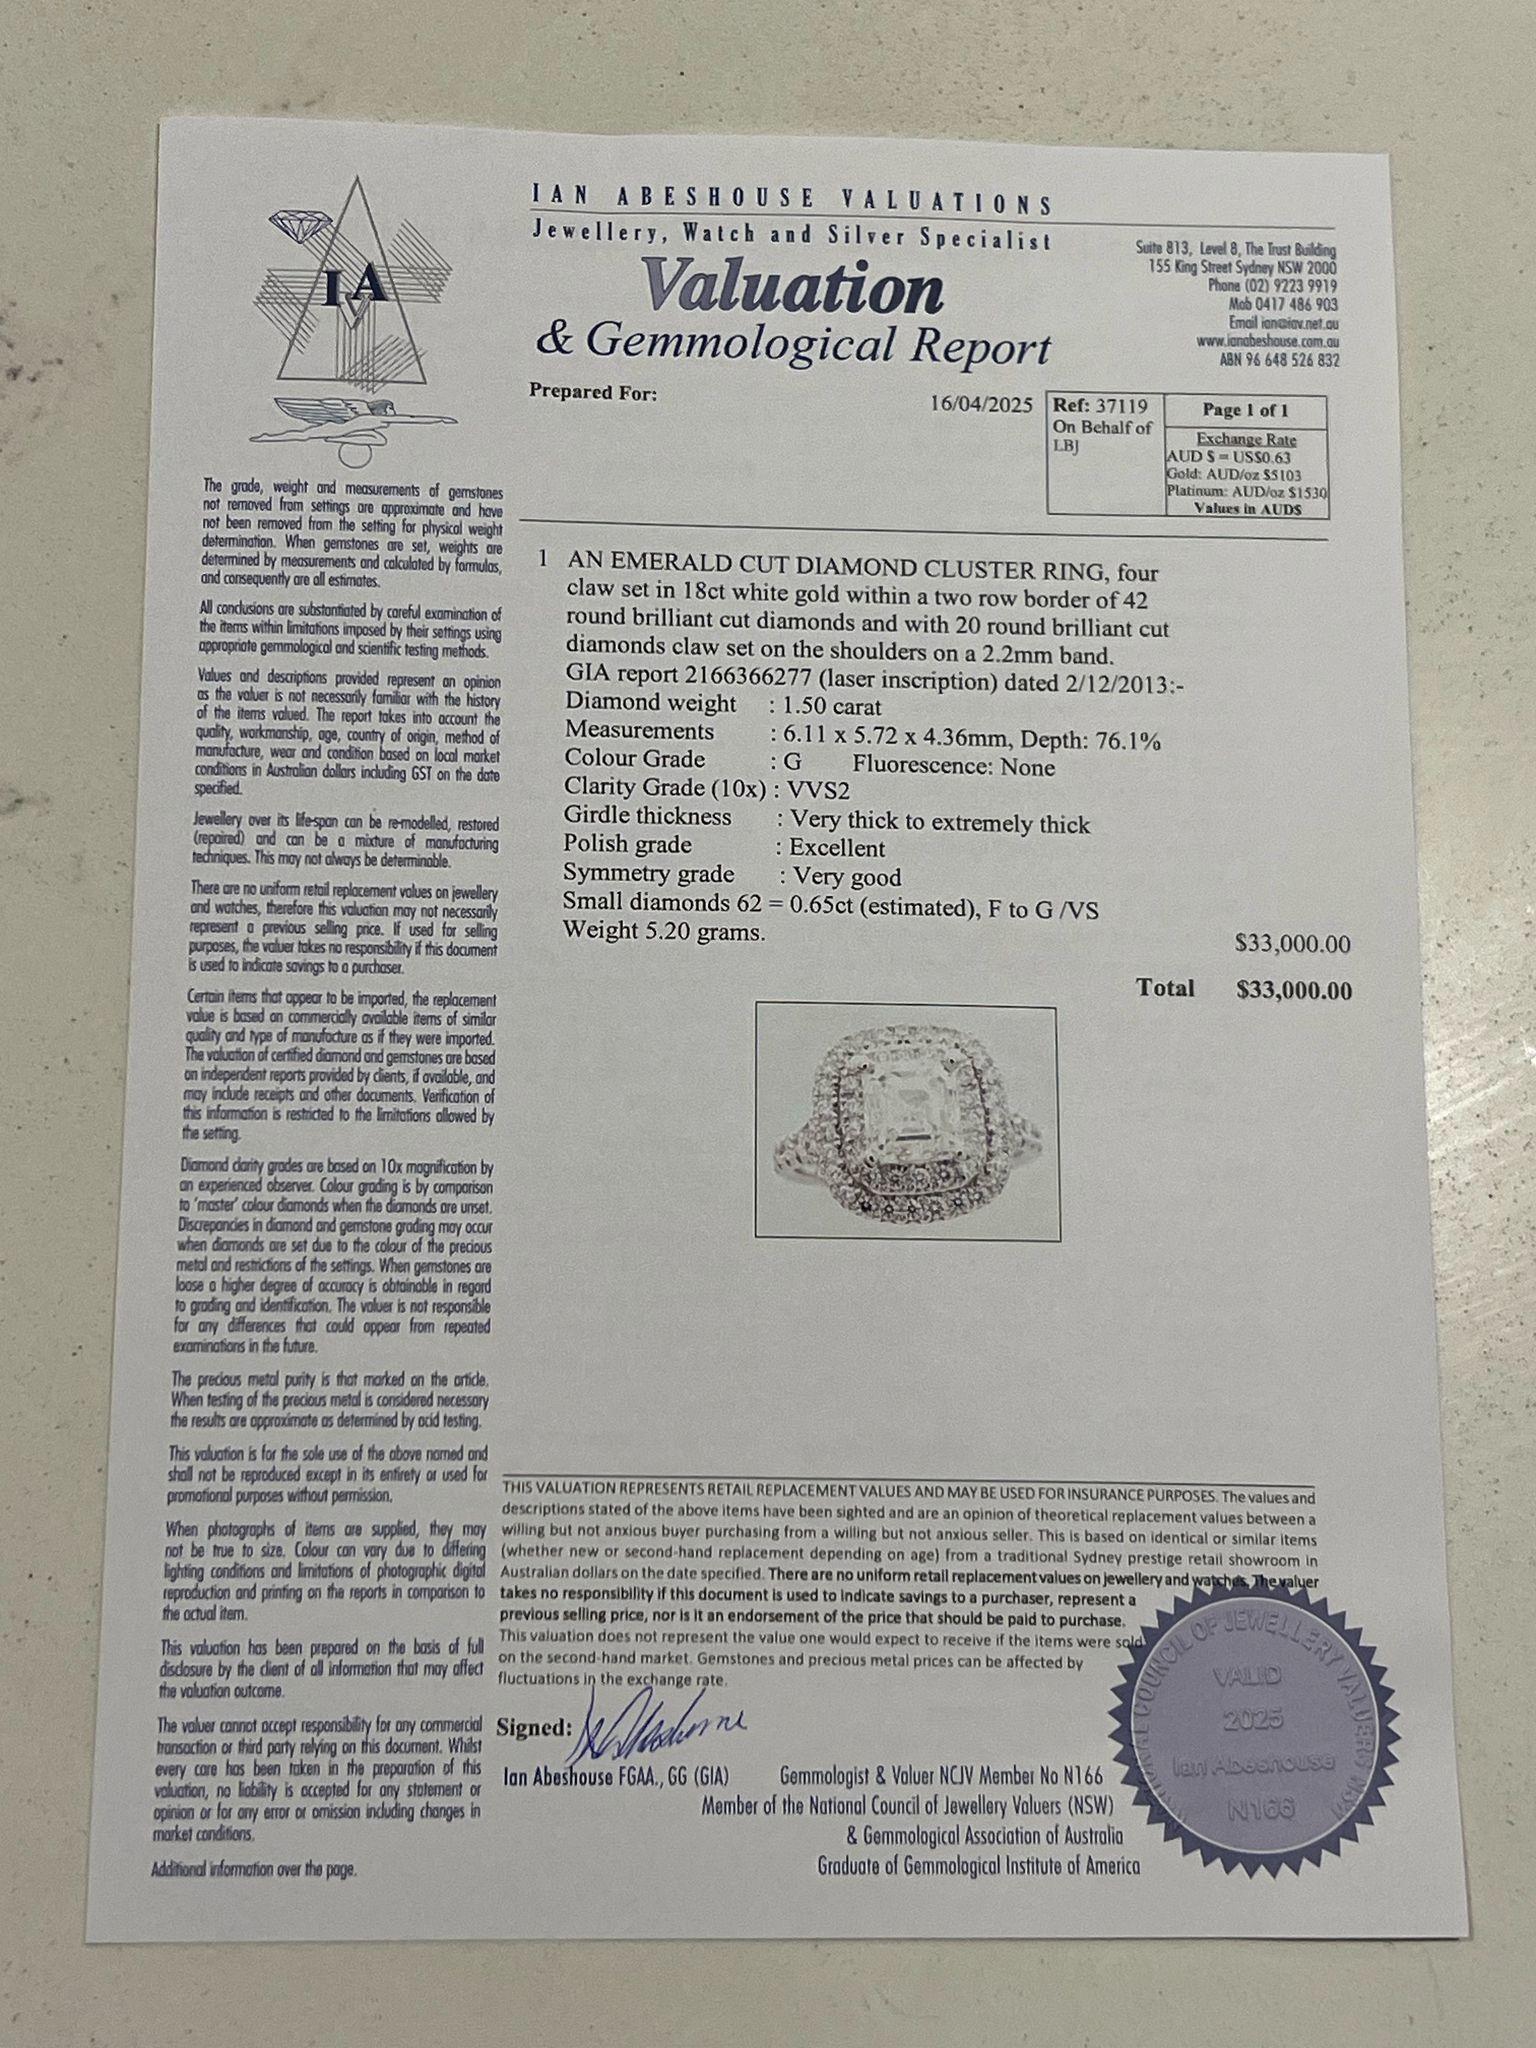 IAN ABESHOUSE VALUATIONS
Jewellery, Watch and Silver Specialist
Valuation
& Gemmological Report
Suite 813, Level 8, The Trust Building
155 King Street Sydney NSW 2000
Phone (02) 9223 9919
Mob 0417 486 903
Email ian@iav.net.au
www.ianabeshouse.com.au
ABN 96 648 526 832
IVA
Prepared For:
16/04/2025
Ref: 37119
On Behalf of
LBJ
Page 1 of 1
Exchange Rate
AUD $ = US$0.63
Gold: AUD/oz $5103
Platinum: AUD/oz $1530
Values in AUD$
The grade, weight and measurements of gemstones
not removed from settings are approximate and have
not been removed from the setting for physical weight
determination. When gemstones are set, weights are
determined by measurements and calculated by formulas,
and consequently are all estimates.
All conclusions are substantiated by careful examination of
the items within limitations imposed by their settings using
appropriate gemmological and scientific testing methods.
Values and descriptions provided represent an opinion
as the valuer is not necessarily familiar with the history
of the items valued. The report takes into account the
quality, workmanship, age, country of origin, method of
manufacture, wear and condition based on local market
conditions in Australian dollars including GST on the date
specified.
Jewellery over its life-span can be re-modelled, restored
(repaired) and can be a mixture of manufacturing
techniques. This may not always be determinable.
There are no uniform retail replacement values on jewellery
and watches, therefore this valuation may not necessarily
represent a previous selling price. If used for selling
purposes, the valuer takes no responsibility if this document
is used to indicate savings to a purchaser.
Certain items that appear to be imported, the replacement
value is based on commercially available items of similar
quality and type of manufacture as if they were imported.
The valuation of certified diamond and gemstones are based
on independent reports provided by clients, if available, and
may include receipts and other documents. Verification of
this information is restricted to the limitations allowed by
the setting.
Diamond clarity grades are based on 10x magnification by
an experienced observer. Colour grading is by comparison
to 'master' colour diamonds when the diamonds are unset.
Discrepancies in diamond and gemstone grading may occur
when diamonds are set due to the colour of the precious
metal and restrictions of the settings. When gemstones are
loose a higher degree of accuracy is obtainable in regard
to grading and identification. The valuer is not responsible
for any differences that could appear from repeated
examinations in the future.
The precious metal purity is that marked on the article.
When testing of the precious metal is considered necessary
the results are approximate as determined by acid testing.
This valuation is for the sole use of the above named and
shall not be reproduced except in its entirety or used for
promotional purposes without permission.
When photographs of items are supplied, they may
not be true to size. Colour can vary due to differing
lighting conditions and limitations of photographic digital
reproduction and printing on the reports in comparison to
the actual item.
This valuation has been prepared on the basis of full
disclosure by the client of all information that may affect
the valuation outcome.
The valuer cannot accept responsibility for any commercial
transaction or third party relying on this document. Whilst
every care has been taken in the preparation of this
valuation, no liability is accepted for any statement or
opinion or for any error or omission including changes in
market conditions.
Additional information over the page.
1 AN EMERALD CUT DIAMOND CLUSTER RING, four
claw set in 18ct white gold within a two row border of 42
round brilliant cut diamonds and with 20 round brilliant cut
diamonds claw set on the shoulders on a 2.2mm band.
GIA report 2166366277 (laser inscription) dated 2/12/2013:-
Diamond weight : 1.50 carat
Measurements : 6.11 x 5.72 x 4.36mm, Depth: 76.1%
Colour Grade : G Fluorescence: None
Clarity Grade (10x) : VVS2
Girdle thickness : Very thick to extremely thick
Polish grade : Excellent
Symmetry grade : Very good
Small diamonds 62 = 0.65ct (estimated), F to G /VS
Weight 5.20 grams.
$33,000.00
Total $33,000.00
THIS VALUATION REPRESENTS RETAIL REPLACEMENT VALUES AND MAY BE USED FOR INSURANCE PURPOSES. The values and
descriptions stated of the above items have been sighted and are an opinion of theoretical replacement values between a
willing but not anxious buyer purchasing from a willing but not anxious seller. This is based on identical or similar items
(whether new or second-hand replacement depending on age) from a traditional Sydney prestige retail showroom in
Australian dollars on the date specified. There are no uniform retail replacement values on jewellery and watches. The valuer
takes no responsibility if this document is used to indicate savings to a purchaser, represent a
previous selling price, nor is it an endorsement of the price that should be paid to purchase.
This valuation does not represent the value one would expect to receive if the items were sold
on the second-hand market. Gemstones and precious metal prices can be affected by
fluctuations in the exchange rate.
Signed:
Ian Abeshouse FGAA., GG (GIA) Gemmologist & Valuer NCJV Member No N166
Member of the National Council of Jewellery Valuers (NSW)
& Gemmological Association of Australia
Graduate of Gemmological Institute of America
COUNCIL OF JEWELLERY VALUERS
VALID
2025
Ian Abeshouse
N166